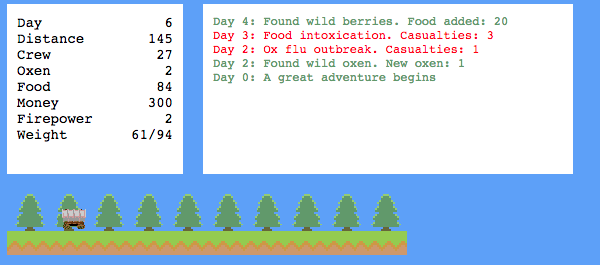 Day 6
Distance 145
Crew 27
Oxen 2
Food 84
Money 300
Firepower 2
Weight 61/94
Day 4: Found wild berries. Food added: 20
Day 3: Food intoxication. Casualties: 3
Day 2: Ox flu outbreak. Casualties: 1
Day 2: Found wild oxen. New oxen: 1
Day 0: A great adventure begins